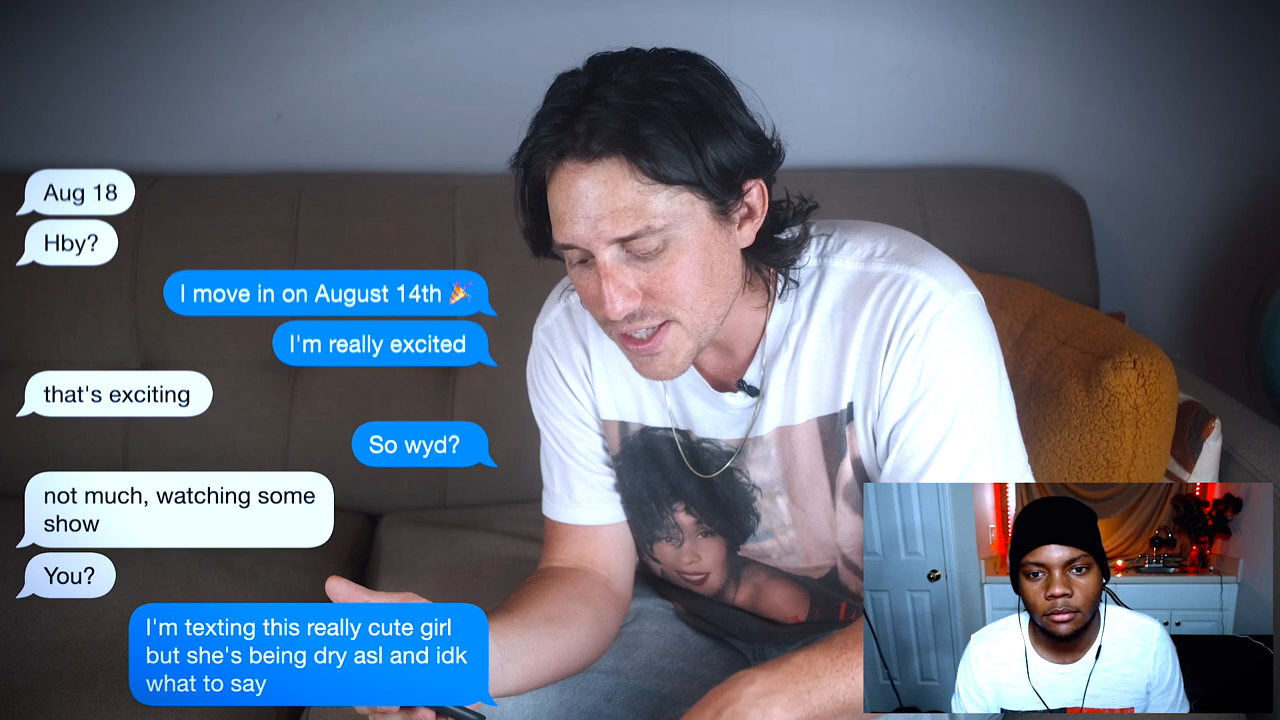 Aug 18
Hby?
I move in on August 14th 🎉
I'm really excited
that's exciting
So wyd?
not much, watching some
show
You?
I'm texting this really cute girl
but she's being dry asl and idk
what to say